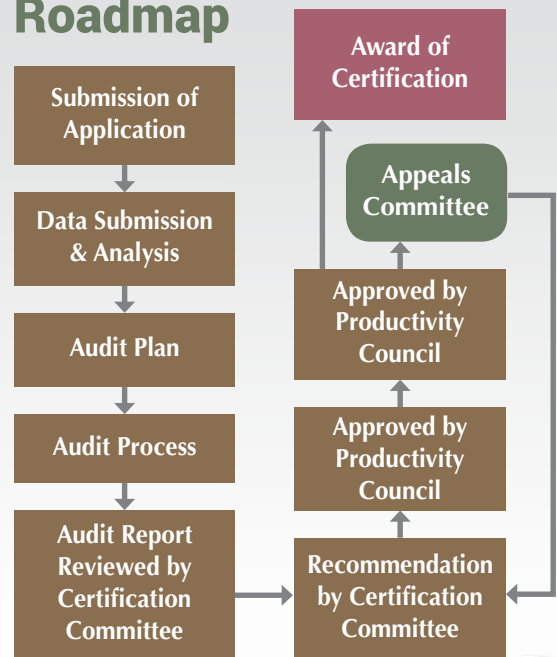 Roadmap
Submission of
Application
Data Submission
& Analysis
Audit Plan
Audit Process
Audit Report
Reviewed by
Certification
Committee
Award of
Certification
Appeals
Committee
Approved by
Productivity
Council
Approved by
Productivity
Council
Recommendation
by Certification
Committee